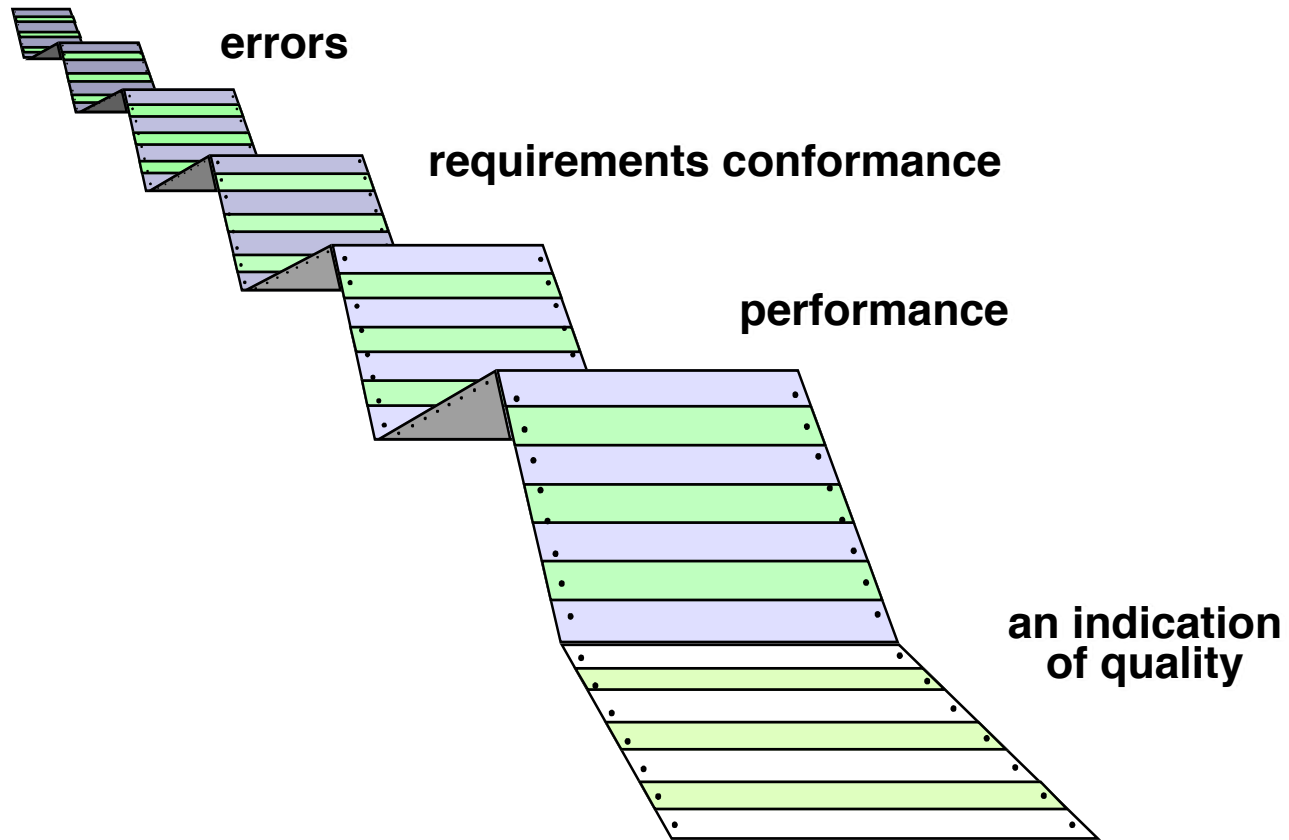 errors
requirements conformance
performance
an indication
of quality